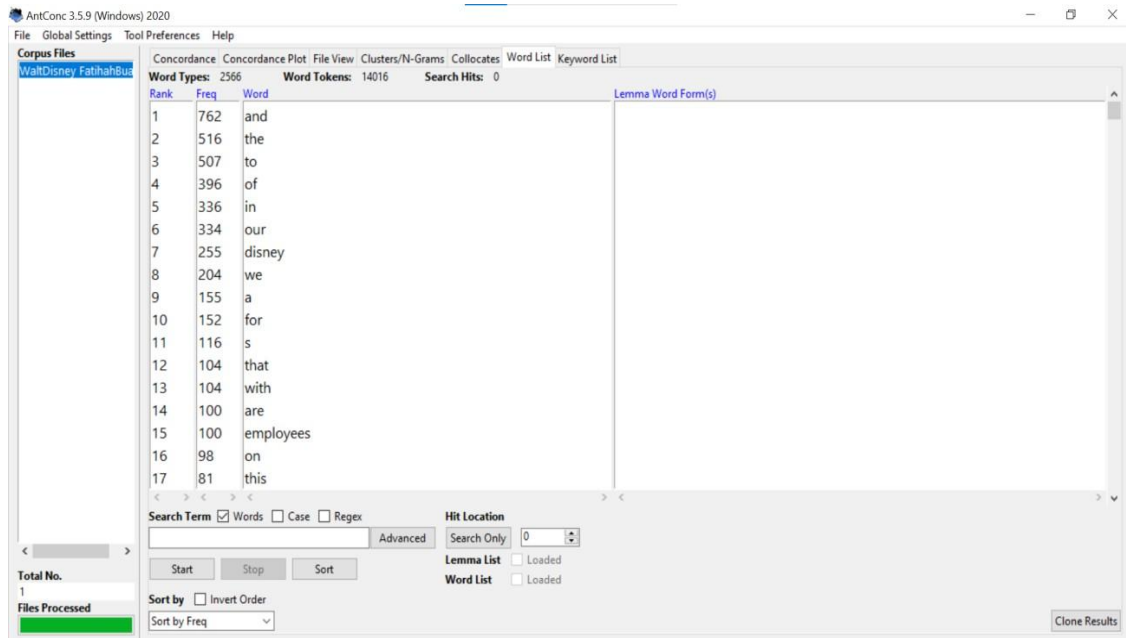 AntConc 3.5.9 (Windows) 2020
File Global Settings Tool Preferences Help
Corpus Files
WaltDisney FatihahBua
Concordance Concordance Plot File View Clusters/N-Grams Collocates Word List Keyword List
Word Types: 2566 Word Tokens: 14016 Search Hits: 0
Rank Freq Word Lemma Word Form(s)
1 762 and
2 516 the
3 507 to
4 396 of
5 336 in
6 334 our
7 255 disney
8 204 we
9 155 a
10 152 for
11 116 s
12 104 that
13 104 with
14 100 are
15 100 employees
16 98 on
17 81 this
Search Term Words Case Regex Hit Location
Advanced Search Only 0
Start Stop Sort Lemma List Loaded
Word List Loaded
Total No.
1
Files Processed
Sort by Invert Order
Sort by Freq
Clone Results